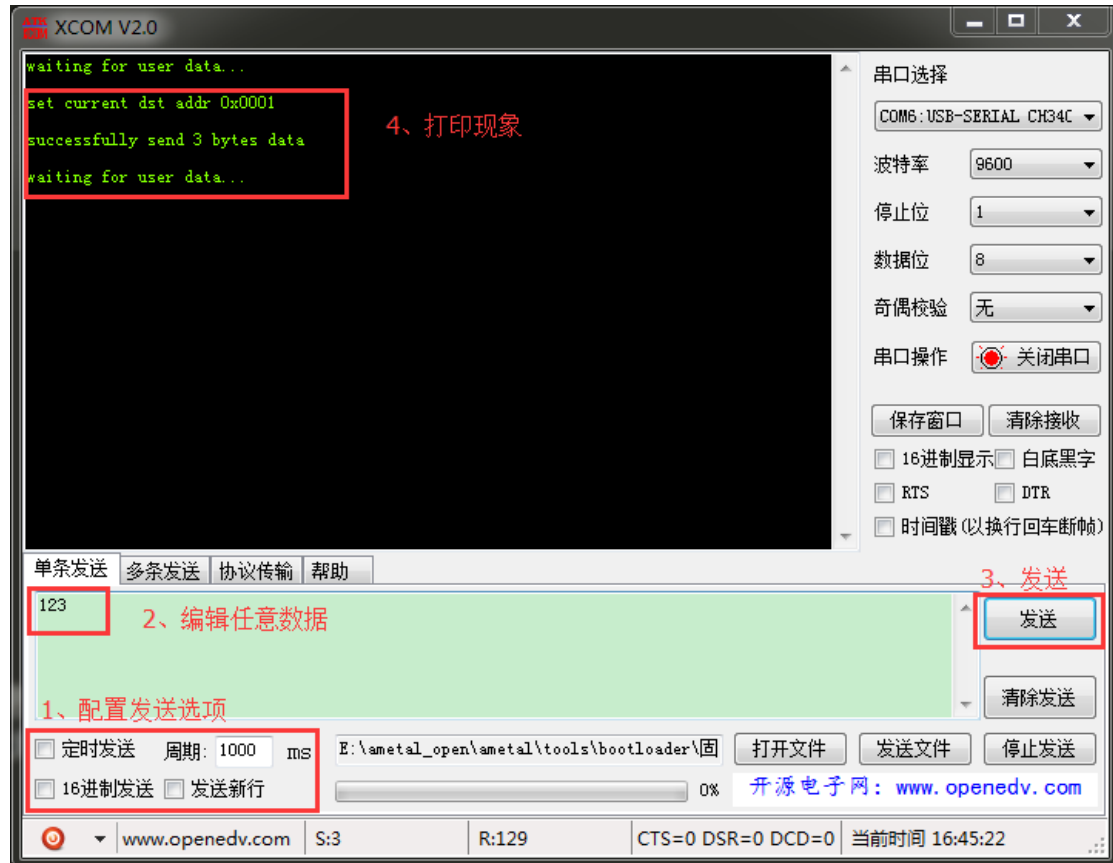 ATK COM XCOM V2.0
waiting for user data...
set current dst addr 0x0001
successfully send 3 bytes data
waiting for user data...
4、打印现象
串口选择
COM6:USB-SERIAL CH34C
波特率 9600
停止位 1
数据位 8
奇偶校验 无
串口操作 关闭串口
保存窗口 清除接收
16进制显示 白底黑字
RTS DTR
时间戳(以换行回车断帧)
单条发送 多条发送 协议传输 帮助
3、发送
123
2、编辑任意数据
发送
清除发送
1、配置发送选项
定时发送 周期: 1000 ms E:\ametal_open\ametal\tools\bootloader\固 打开文件 发送文件 停止发送
16进制发送 发送新行 0% 开源电子网: www.openedv.com
www.openedv.com S:3 R:129 CTS=0 DSR=0 DCD=0 当前时间 16:45:22